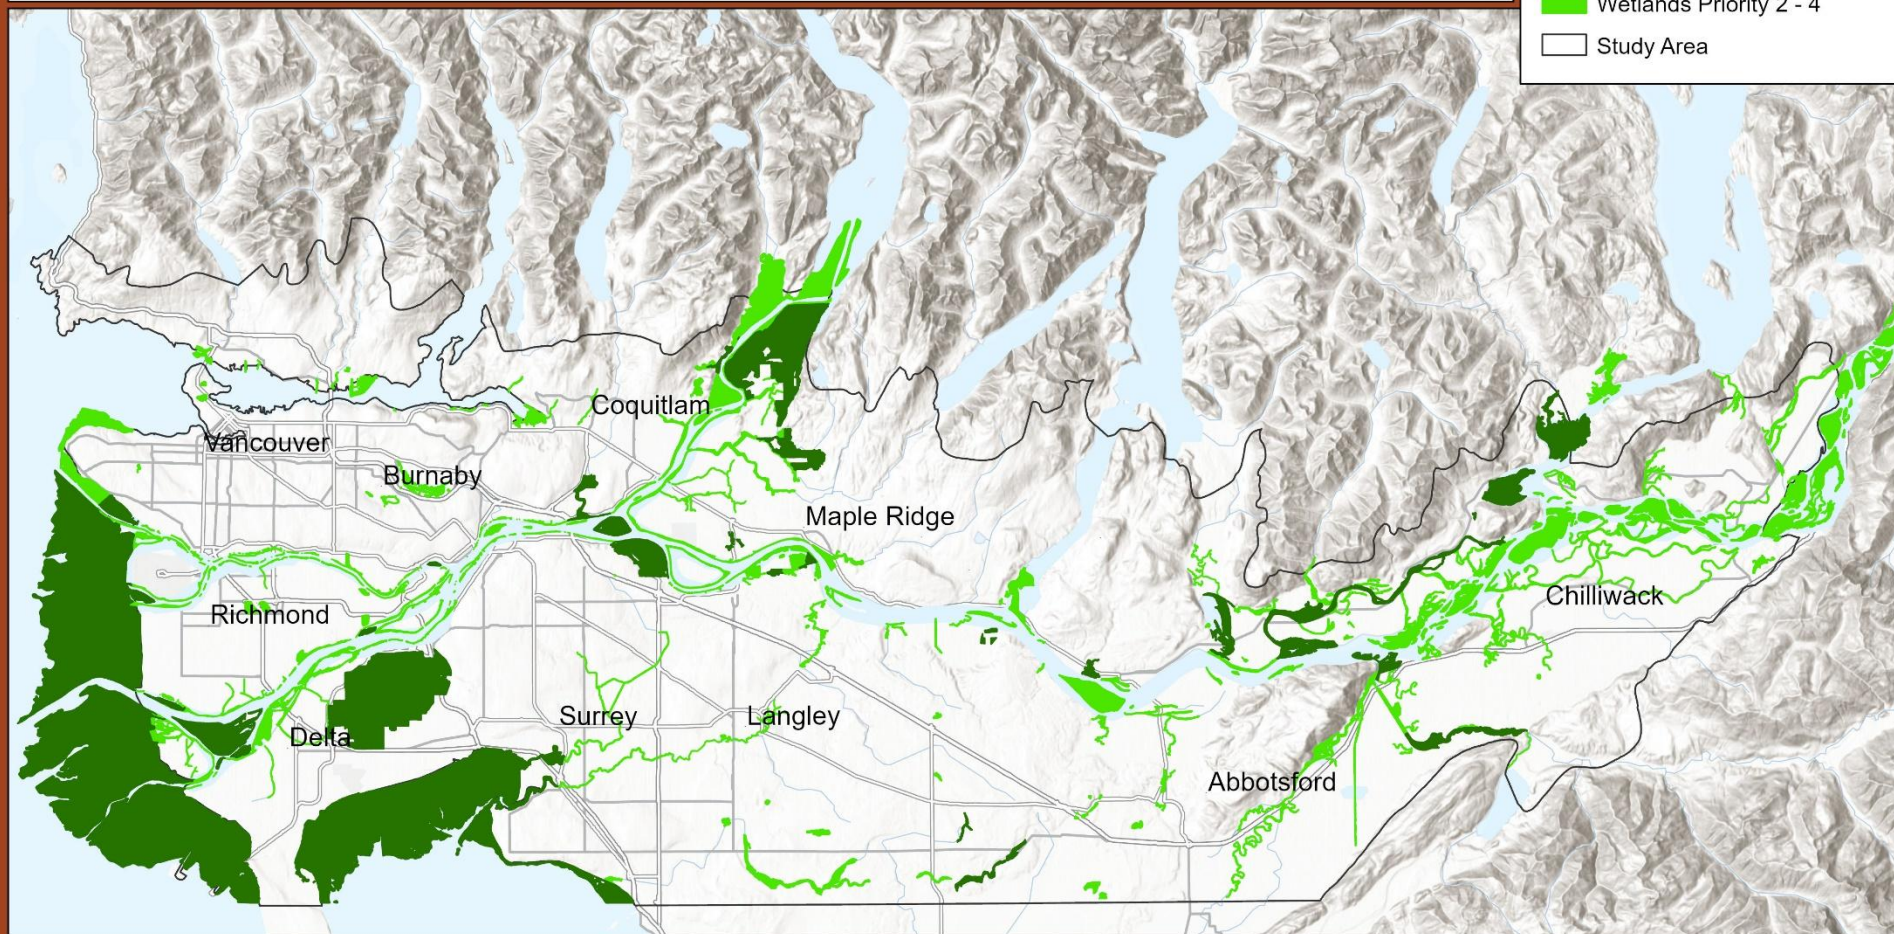 Wetlands Priority 2 - 4
Study Area
Coquitlam
Vancouver
Burnaby
Maple Ridge
Richmond
Chilliwack
Surrey
Langley
Delta
Abbotsford